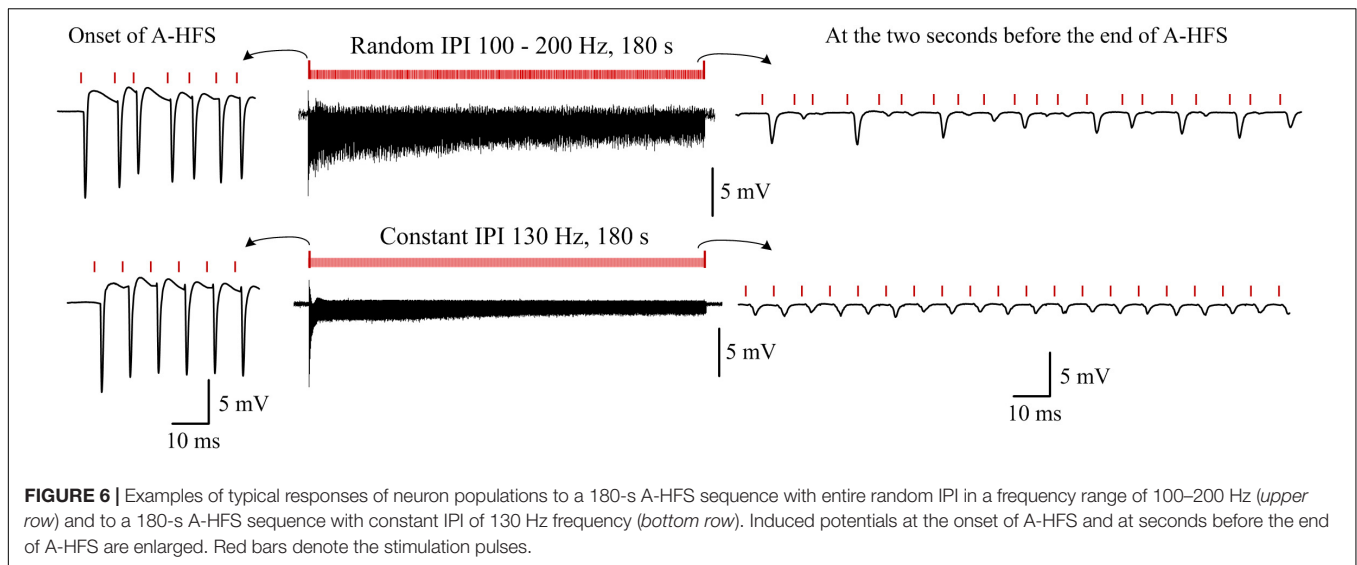 Onset of A-HFS
Random IPI 100 - 200 Hz, 180 s
At the two seconds before the end of A-HFS
5 mV
Constant IPI 130 Hz, 180 s
5 mV
5 mV
10 ms
5 mV
10 ms
FIGURE 6 | Examples of typical responses of neuron populations to a 180-s A-HFS sequence with entire random IPI in a frequency range of 100–200 Hz (upper
row) and to a 180-s A-HFS sequence with constant IPI of 130 Hz frequency (bottom row). Induced potentials at the onset of A-HFS and at seconds before the end
of A-HFS are enlarged. Red bars denote the stimulation pulses.